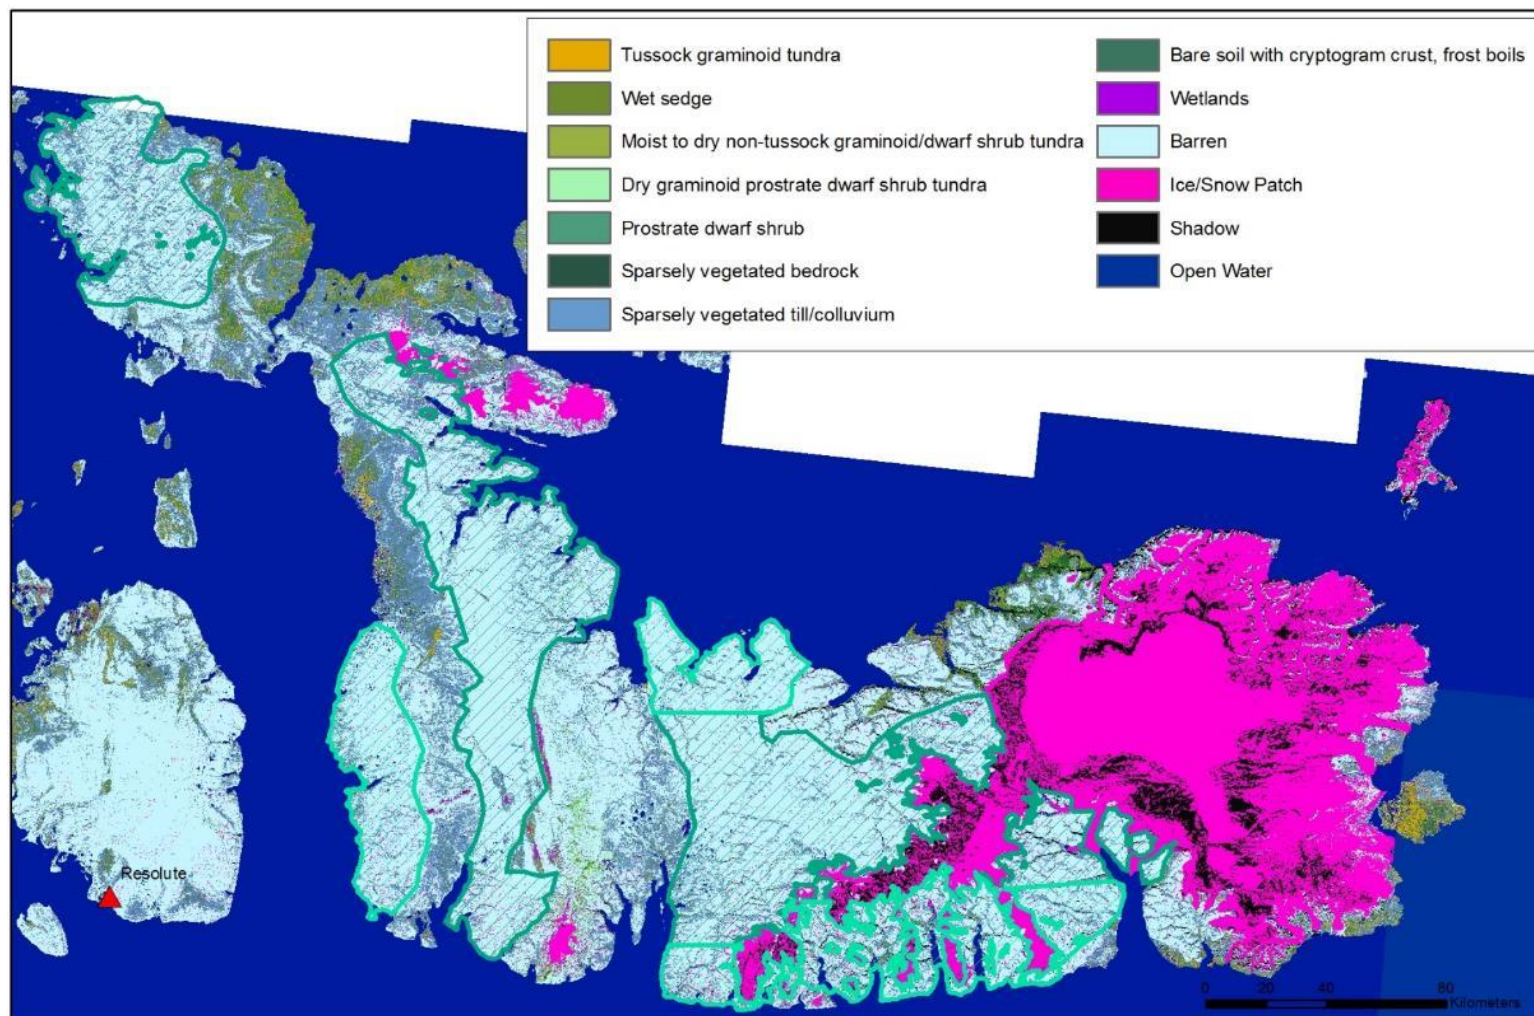 Tussock graminoid tundra
Wet sedge
Moist to dry non-tussock graminoid/dwarf shrub tundra
Dry graminoid prostrate dwarf shrub tundra
Prostrate dwarf shrub
Sparsely vegetated bedrock
Sparsely vegetated till/colluvium
Bare soil with cryptogram crust, frost boils
Wetlands
Barren
Ice/Snow Patch
Shadow
Open Water
Resolute
0 20 40 80
Kilometers